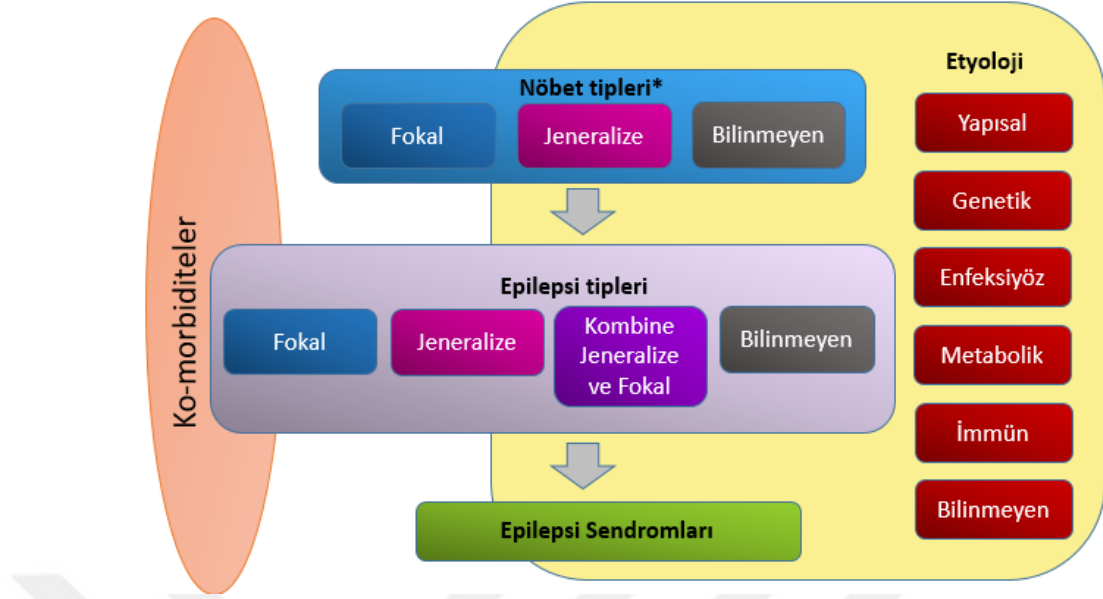 Ko-morbiditeler
Nöbet tipleri*
Fokal
Jeneralize
Bilinmeyen
Epilepsi tipleri
Fokal
Jeneralize
Kombine
Jeneralize
ve Fokal
Bilinmeyen
Epilepsi Sendromları
Etyoloji
Yapısal
Genetik
Enfeksiyöz
Metabolik
İmmün
Bilinmeyen